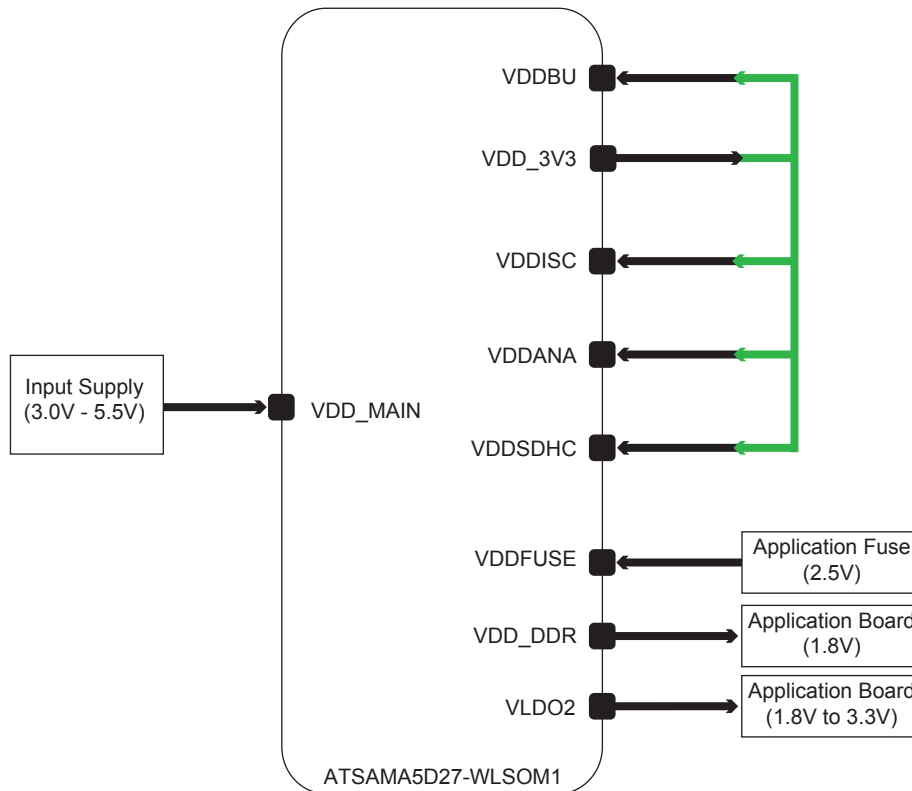 VDDBU
VDD_3V3
VDDISC
VDDANA
Input Supply
(3.0V - 5.5V)
VDD_MAIN
VDDSDHC
VDDFUSE
Application Fuse
(2.5V)
VDD_DDR
Application Board
(1.8V)
VLDO2
Application Board
(1.8V to 3.3V)
ATSAMA5D27-WLSOM1